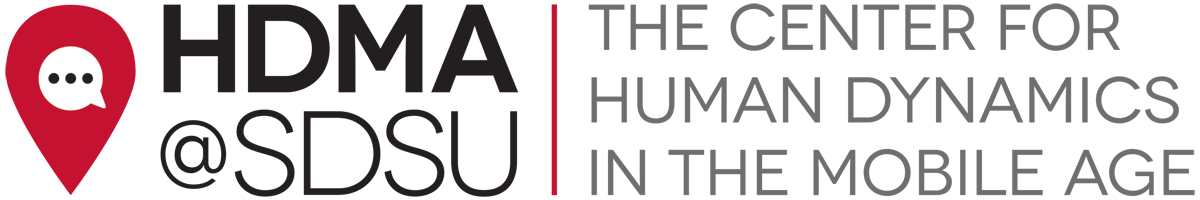 HDMA
@SDSU
THE CENTER FOR
HUMAN DYNAMICS
IN THE MOBILE AGE